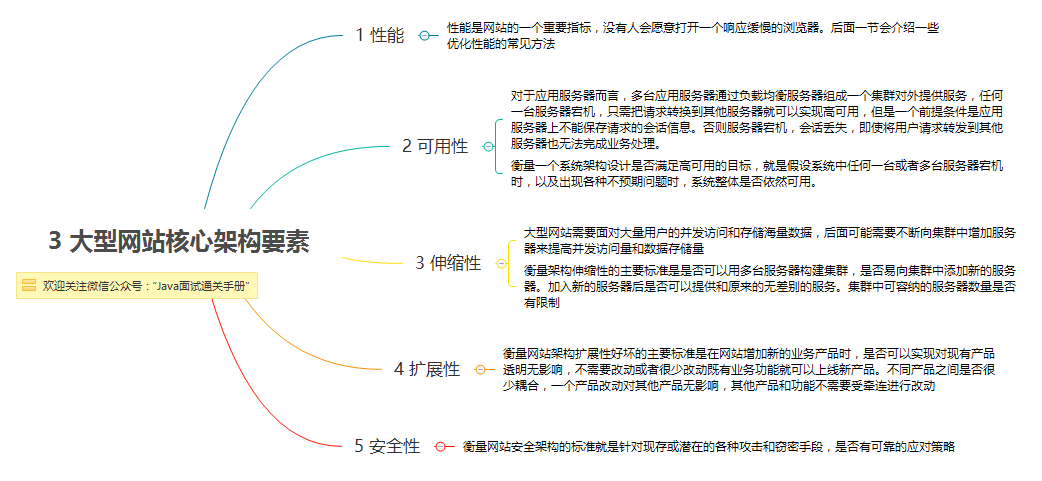 1 性能
性能是网站的一个重要指标，没有人会愿意打开一个响应缓慢的浏览器。后面一节会介绍一些
优化性能的常见方法
2 可用性
对于应用服务器而言，多台应用服务器通过负载均衡服务器组成一个集群对外提供服务，任何
一台服务器宕机，只需把请求转换到其他服务器就可以实现高可用，但是一个前提条件是应用
服务器上不能保存请求的会话信息。否则服务器宕机，会话丢失，即使将用户请求转发到其他
服务器也无法完成业务处理。
衡量一个系统架构设计是否满足高可用的目标，就是假设系统中任何一台或者多台服务器宕机
时，以及出现各种不预期问题时，系统整体是否依然可用。
3 大型网站核心架构要素
欢迎关注微信公众号：“Java面试通关手册”
3 伸缩性
大型网站需要面对大量用户的并发访问和存储海量数据，后面可能需要不断向集群中增加服务
器来提高并发访问量和数据存储量
衡量架构伸缩性的主要标准是是否可以用多台服务器构建集群，是否易向集群中添加新的服务
器。加入新的服务器后是否可以提供和原来的无差别的服务。集群中可容纳的服务器数量是否
有限制
4 扩展性
衡量网站架构扩展性好坏的主要标准是在网站增加新的业务产品时，是否可以实现对现有产品
透明无影响，不需要改动或者很少改动既有业务功能就可以上线新产品。不同产品之间是否很
少耦合，一个产品改动对其他产品无影响，其他产品和功能不需要受牵连进行改动
5 安全性
衡量网站安全架构的标准就是针对现存或潜在的各种攻击和窃密手段，是否有可靠的应对策略